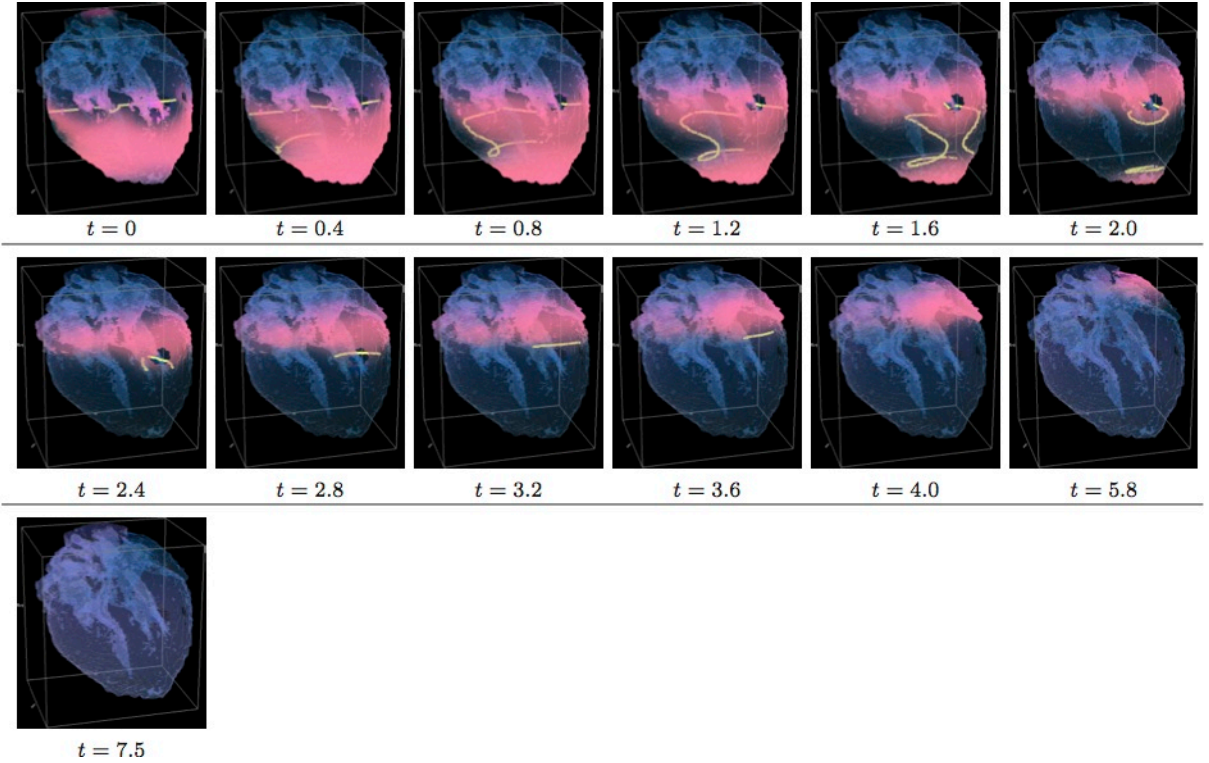 t = 0 t = 0.4 t = 0.8 t = 1.2 t = 1.6 t = 2.0
t = 2.4 t = 2.8 t = 3.2 t = 3.6 t = 4.0 t = 5.8
t = 7.5